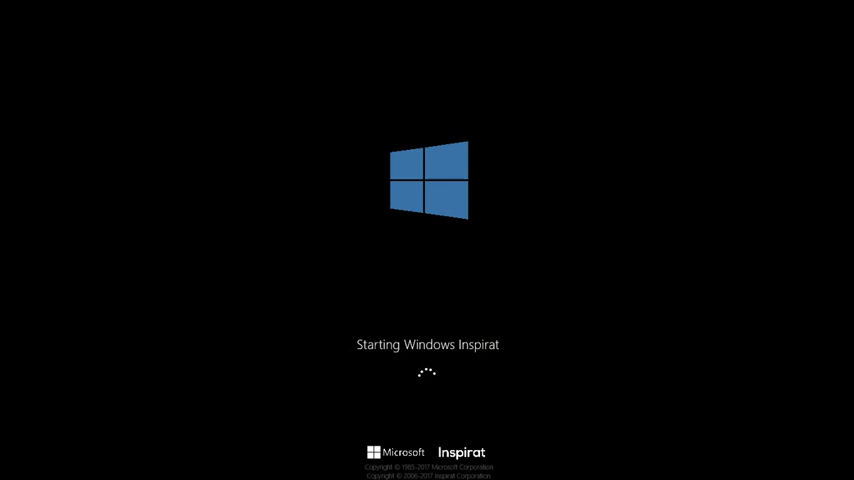 Starting Windows Inspirat
Microsoft Inspirat
Copyright © 1985-2017 Microsoft Corporation
Copyright © 2006-2017 Inspirat Corporation